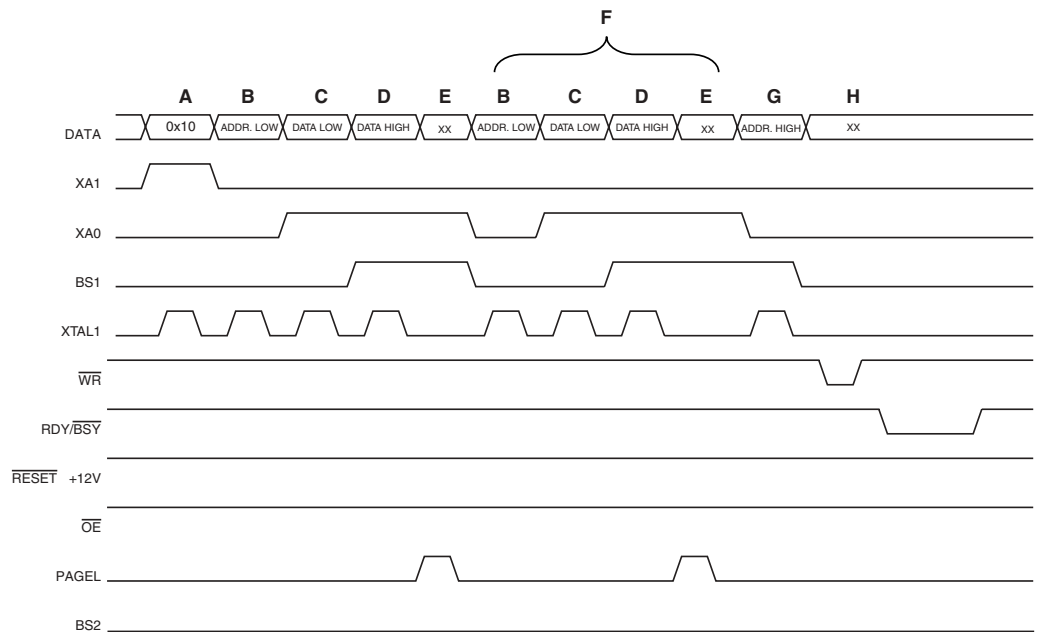 F
A B C D E B C D E G H
DATA 0x10 ADDR. LOW DATA LOW DATA HIGH XX ADDR. LOW DATA LOW DATA HIGH XX ADDR. HIGH XX
XA1
XA0
BS1
XTAL1
WR
RDY/BSY
RESET +12V
OE
PAGEL
BS2